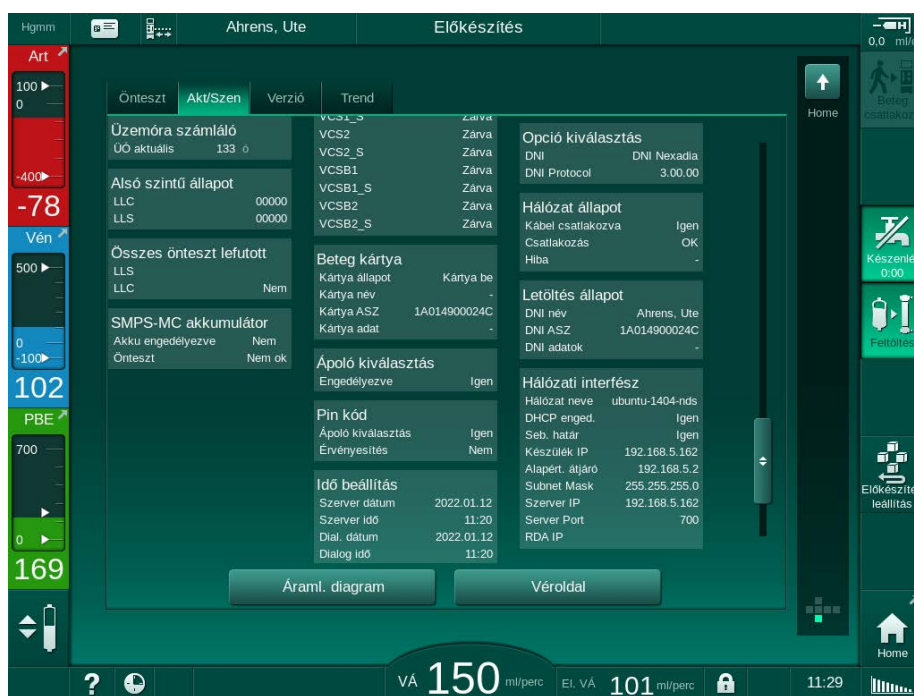 Hgmm
Ahrens, Ute
Előkészítés
0,0 ml/
Art
100
0
-400
-78
Vén
500
0
-100
102
PBE
700
0
169
Önteszt Akt/Szen Verzió Trend
Home
Üzemóra számláló
ÜÓ aktuális 133 ó
Alsó szintű állapot
LLC 00000
LLS 00000
Összes önteszt lefutott
LLS
LLC Nem
SMPS-MC akkumulátor
Akku engedélyezve Nem
Önteszt Nem ok
VCS1_S Zárva
VCS2 Zárva
VCS2_S Zárva
VCSB1 Zárva
VCSB1_S Zárva
VCSB2 Zárva
VCSB2_S Zárva
Beteg kártya
Kártya állapot Kártya be
Kártya név -
Kártya ASZ 1A014900024C
Kártya adat -
Ápoló kiválasztás
Engedélyezve Igen
Pin kód
Ápoló kiválasztás Igen
Érvényesítés Nem
Idő beállítás
Szerver dátum 2022.01.12
Szerver idő 11:20
Dial. dátum 2022.01.12
Dialog idő 11:20
Opció kiválasztás
DNI DNI Nexadia
DNI Protocol 3.00.00
Hálózat állapot
Kábel csatlakozva Igen
Csatlakozás OK
Hiba -
Letöltés állapot
DNI név Ahrens, Ute
DNI ASZ 1A014900024C
DNI adatok -
Hálózati interfész
Hálózat neve ubuntu-1404-nds
DHCP enged. Igen
Seb. határ Igen
Készülék IP 192.168.5.162
Alapért. átjáró 192.168.5.2
Subnet Mask 255.255.255.0
Szerver IP 192.168.5.162
Server Port 700
RDA IP
Áraml. diagram Véroldal
Beteg
csatlakoz
Készenlé
0:00
Feltöltés
Előkészíté
leállítás
Home
? VÁ 150 ml/perc El. VÁ 101 ml/perc 11:29